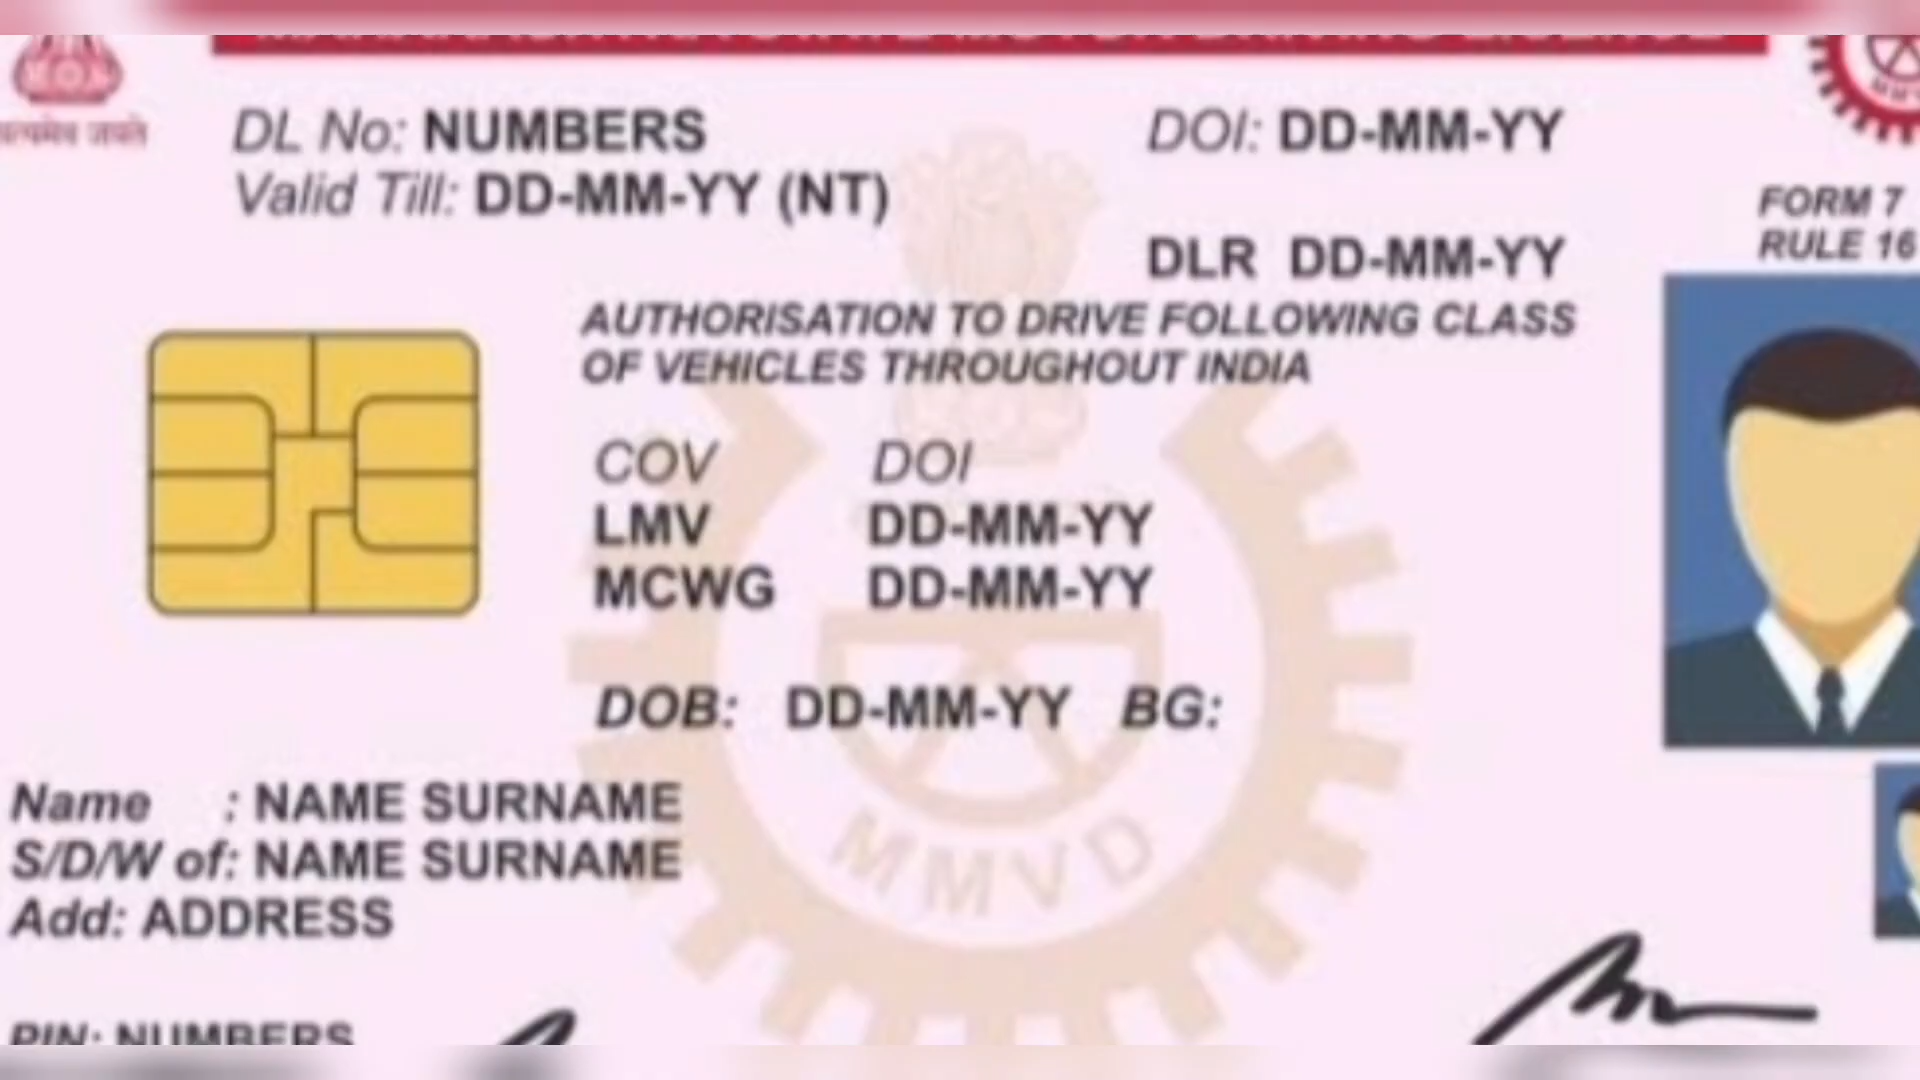 DL No: NUMBERS
DOI: DD-MM-YY
Valid Till: DD-MM-YY (NT)
FORM 7
RULE 16
DLR DD-MM-YY
AUTHORISATION TO DRIVE FOLLOWING CLASS
OF VEHICLES THROUGHOUT INDIA
COV DOI
LMV DD-MM-YY
MCWG DD-MM-YY
DOB: DD-MM-YY BG:
Name : NAME SURNAME
S/D/W of: NAME SURNAME
Add: ADDRESS
MMVD
PIN: NUMBERS